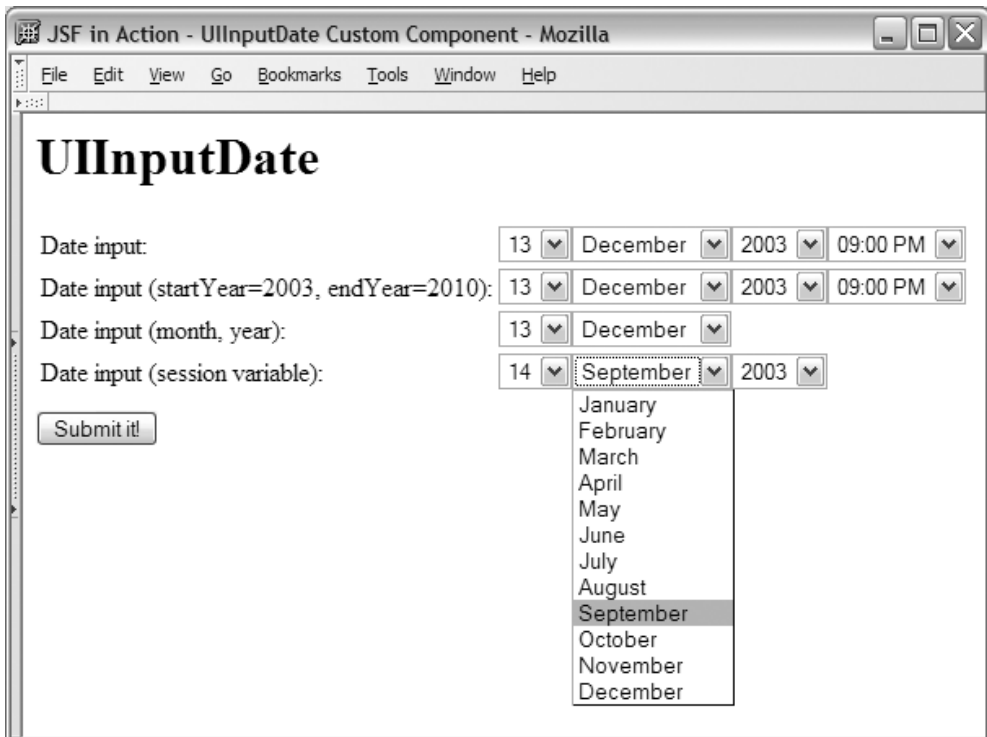 JSF in Action - UIInputDate Custom Component - Mozilla
File Edit View Go Bookmarks Tools Window Help
UIInputDate
Date input: 13 December 2003 09:00 PM
Date input (startYear=2003, endYear=2010): 13 December 2003 09:00 PM
Date input (month, year): 13 December
Date input (session variable): 14 September 2003
Submit it!
January
February
March
April
May
June
July
August
September
October
November
December